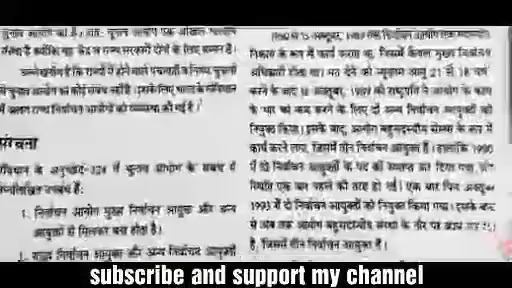 संस्था है क्योंकि यह केंद्र व राज्य सरकारों दोनों के लिए समान है।
उल्लेखनीय है कि राज्यों में होने वाले पंचायतों व निगम चुनावों
से चुनाव आयोग का कोई संबंध नहीं है। इसके लिए भारत के संविधान
में अलग राज्य निर्वाचन आयोगों की व्यवस्था की गई है।
संरचना
संविधान के अनुच्छेद-324 में चुनाव आयोग के संबंध में
निम्नलिखित उपबंध हैं:
1. निर्वाचन आयोग मुख्य निर्वाचन आयुक्त और अन्य
आयुक्तों से मिलकर बना होता है।
मुख्य निर्वाचन आयुक्त और अन्य निर्वाचन आयुक्तों
निकाय के रूप में कार्य करता था, जिसमें केवल मुख्य निर्वाचन
अधिकारी होता था। मत देने की न्यूनतम आयु 21 से 18 वर्ष
करने के बाद 16 अक्तूबर, 1989 को राष्ट्रपति ने आयोग के काम
के भार को कम करने के लिए दो अन्य निर्वाचन आयुक्तों को
नियुक्त किया। इसके बाद, आयोग बहुसदस्यीय संस्था के रूप में
कार्य करने लगा, जिसमें तीन निर्वाचन आयुक्त हैं। हालांकि 1990
में दो निर्वाचन आयुक्तों के पद को समाप्त कर दिया गया और
स्थिति एक बार पहले की तरह हो गई। एक बार फिर अक्तूबर
1993 में दो निर्वाचन आयुक्तों को नियुक्त किया गया। इसके बाद
से अब तक आयोग बहुसदस्यीय संस्था के तौर पर काम कर रहा
है, जिसमें तीन निर्वाचन आयुक्त हैं।
subscribe and support my channel